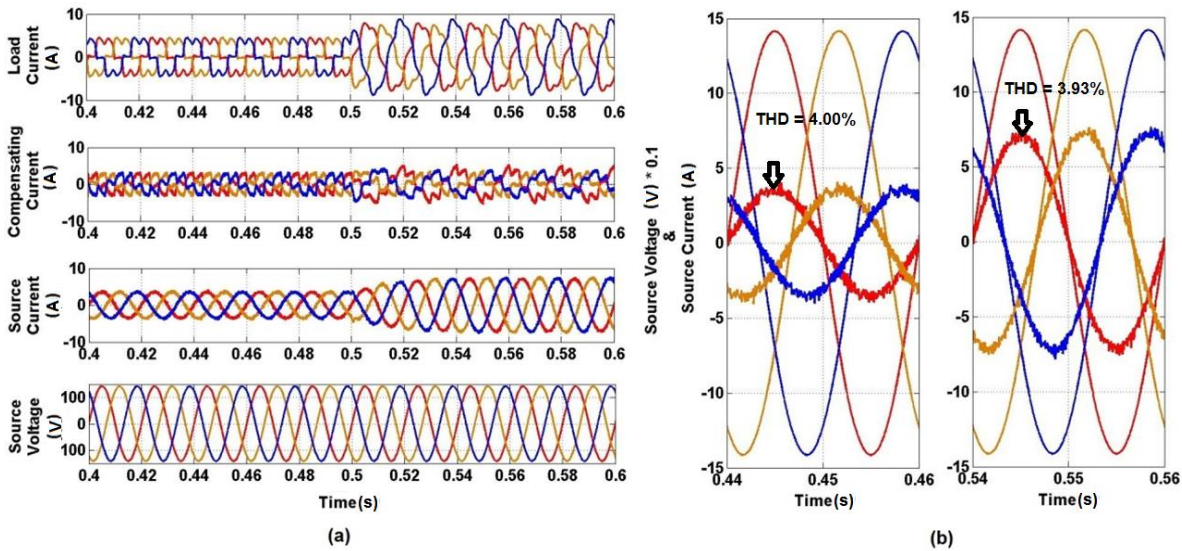 Load
Current
(A)
10
0
-10
0.4 0.42 0.44 0.46 0.48 0.5 0.52 0.54 0.56 0.58 0.6
Compensating
Current
(A)
10
0
-10
0.4 0.42 0.44 0.46 0.48 0.5 0.52 0.54 0.56 0.58 0.6
Source
Current
(A)
10
0
-10
0.4 0.42 0.44 0.46 0.48 0.5 0.52 0.54 0.56 0.58 0.6
Source
Voltage
(V)
100
0
100
0.4 0.42 0.44 0.46 0.48 0.5 0.52 0.54 0.56 0.58 0.6
Time(s)
(a)
Source Voltage (V) * 0.1
&
Source Current (A)
15
10
5
0
-5
-10
-15
THD = 4.00%
0.44 0.45 0.46
Time(s)
15
10
5
0
-5
-10
-15
THD = 3.93%
0.54 0.55 0.56
Time(s)
(b)